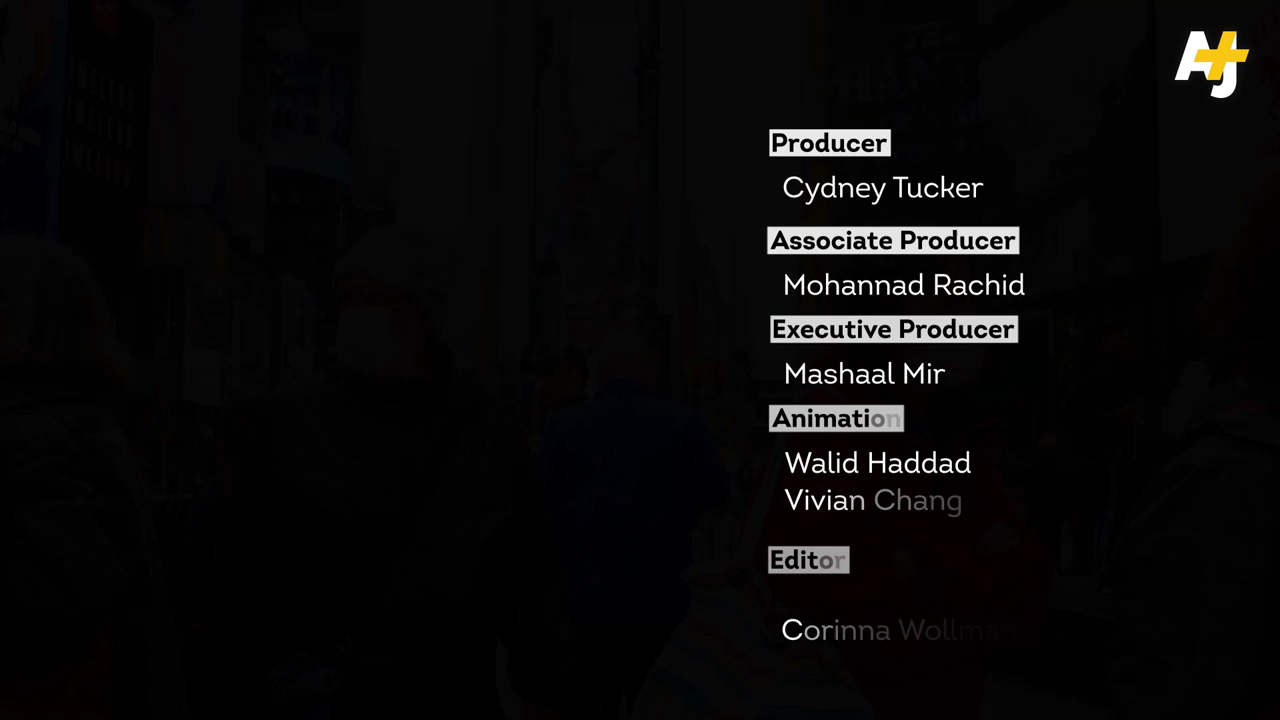 AJ+
Producer
Cydney Tucker
Associate Producer
Mohannad Rachid
Executive Producer
Mashaal Mir
Animation
Walid Haddad
Vivian Chang
Editor
Corinna